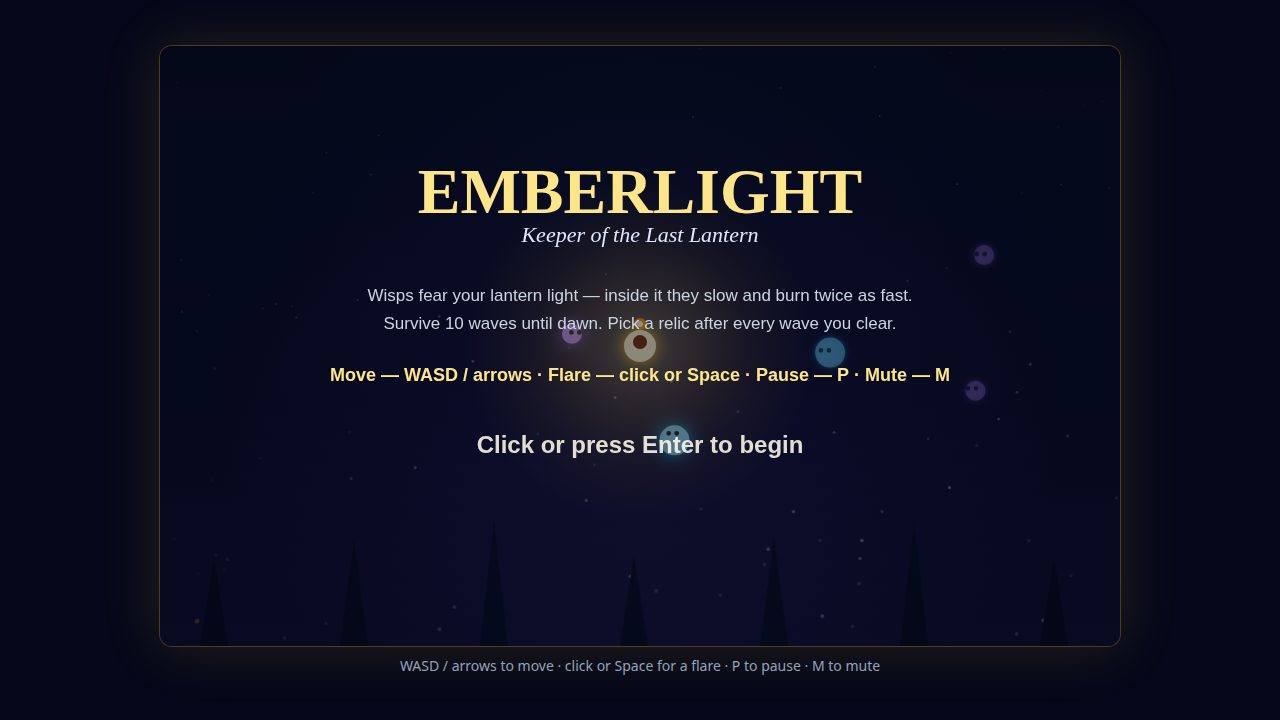 EMBERLIGHT
Keeper of the Last Lantern
Wisps fear your lantern light — inside it they slow and burn twice as fast.
Survive 10 waves until dawn. Pick a relic after every wave you clear.
Move — WASD / arrows · Flare — click or Space · Pause — P · Mute — M
Click or press Enter to begin
WASD / arrows to move · click or Space for a flare · P to pause · M to mute